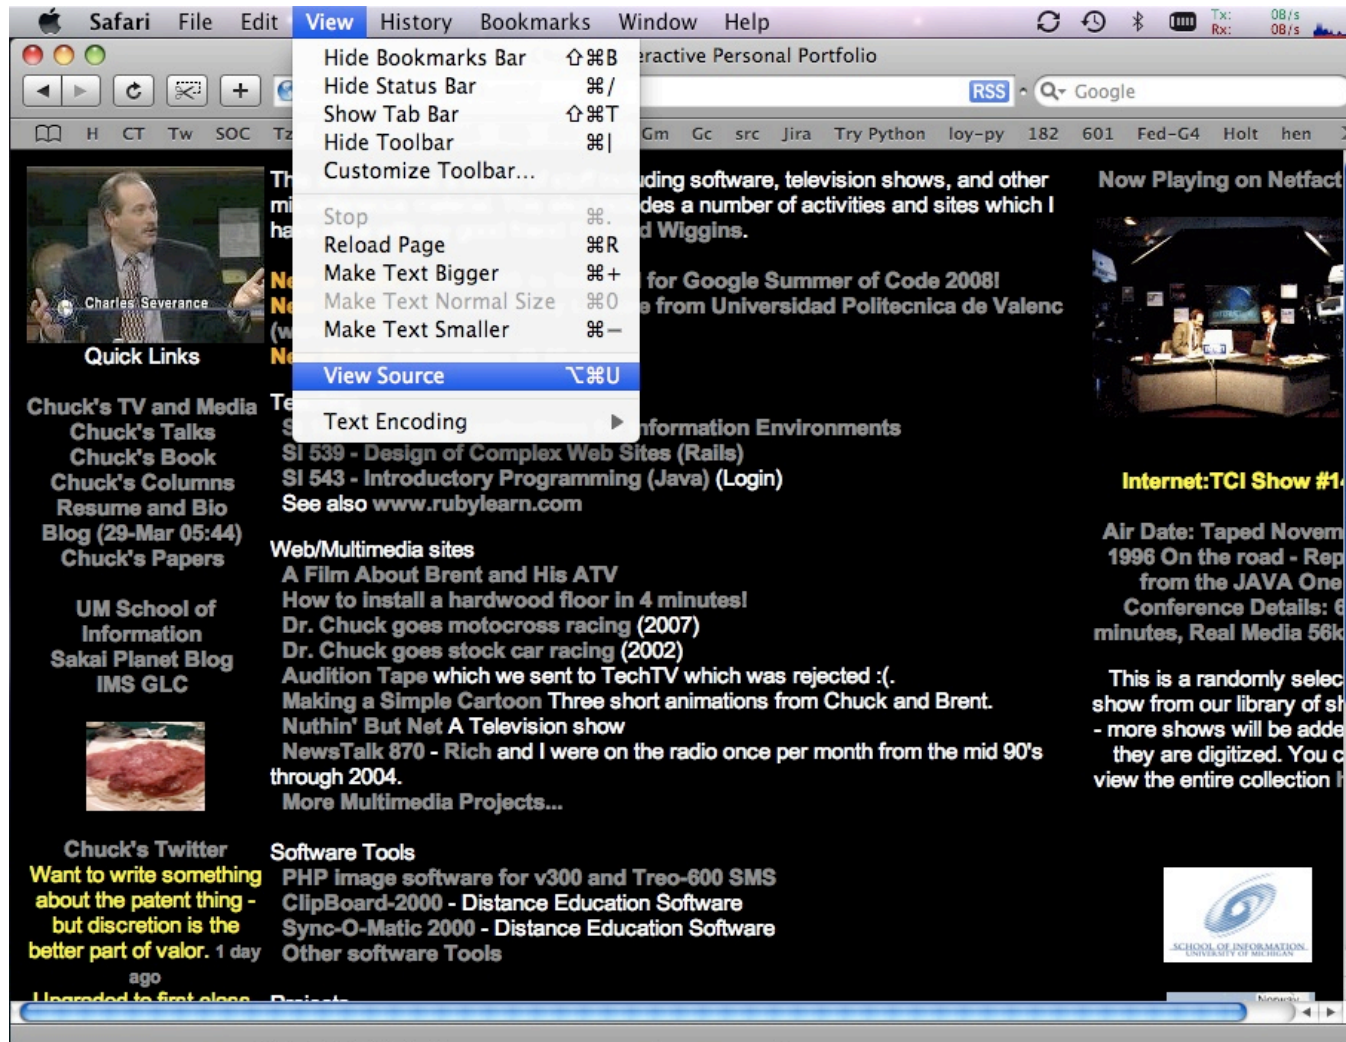 Safari File Edit View History Bookmarks Window Help Tx: 0B/s
Rx: 0B/s
eractive Personal Portfolio
RSS Google
H CT Tw SOC Tz Gm Gc src Jira Try Python loy-py 182 601 Fed-G4 Holt hen
Hide Bookmarks Bar ⇧⌘B
Hide Status Bar ⌘/
Show Tab Bar ⇧⌘T
Hide Toolbar ⌘|
Customize Toolbar...
Stop ⌘.
Reload Page ⌘R
Make Text Bigger ⌘+
Make Text Normal Size ⌘0
Make Text Smaller ⌘−
View Source ⌥⌘U
Text Encoding
Charles Severance
Quick Links
Chuck's TV and Media
Chuck's Talks
Chuck's Book
Chuck's Columns
Resume and Bio
Blog (29-Mar 05:44)
Chuck's Papers
UM School of
Information
Sakai Planet Blog
IMS GLC
Chuck's Twitter
Want to write something
about the patent thing -
but discretion is the
better part of valor. 1 day
ago
Upgraded to first class
uding software, television shows, and other
des a number of activities and sites which I
d Wiggins.
for Google Summer of Code 2008!
e from Universidad Politecnica de Valenc
nformation Environments
SI 539 - Design of Complex Web Sites (Rails)
SI 543 - Introductory Programming (Java) (Login)
See also www.rubylearn.com
Web/Multimedia sites
A Film About Brent and His ATV
How to install a hardwood floor in 4 minutes!
Dr. Chuck goes motocross racing (2007)
Dr. Chuck goes stock car racing (2002)
Audition Tape which we sent to TechTV which was rejected :(.
Making a Simple Cartoon Three short animations from Chuck and Brent.
Nuthin' But Net A Television show
NewsTalk 870 - Rich and I were on the radio once per month from the mid 90's
through 2004.
More Multimedia Projects...
Software Tools
PHP image software for v300 and Treo-600 SMS
ClipBoard-2000 - Distance Education Software
Sync-O-Matic 2000 - Distance Education Software
Other software Tools
Projects
Now Playing on Netfact
Internet:TCI Show #14
Air Date: Taped Novem
1996 On the road - Rep
from the JAVA One
Conference Details: 6
minutes, Real Media 56k
This is a randomly selec
show from our library of sh
- more shows will be adde
they are digitized. You c
view the entire collection h
SCHOOL OF INFORMATION
UNIVERSITY OF MICHIGAN
Norway